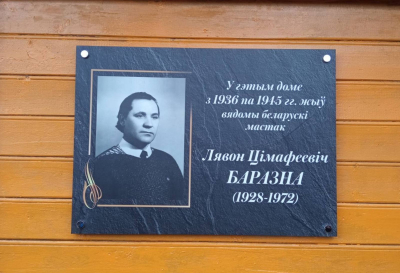 У гэтым доме
з 1936 па 1945 гг. жыў
вядомы беларускі
мастак
Лявон Цімафеевіч
БАРАЗНА
(1928-1972)